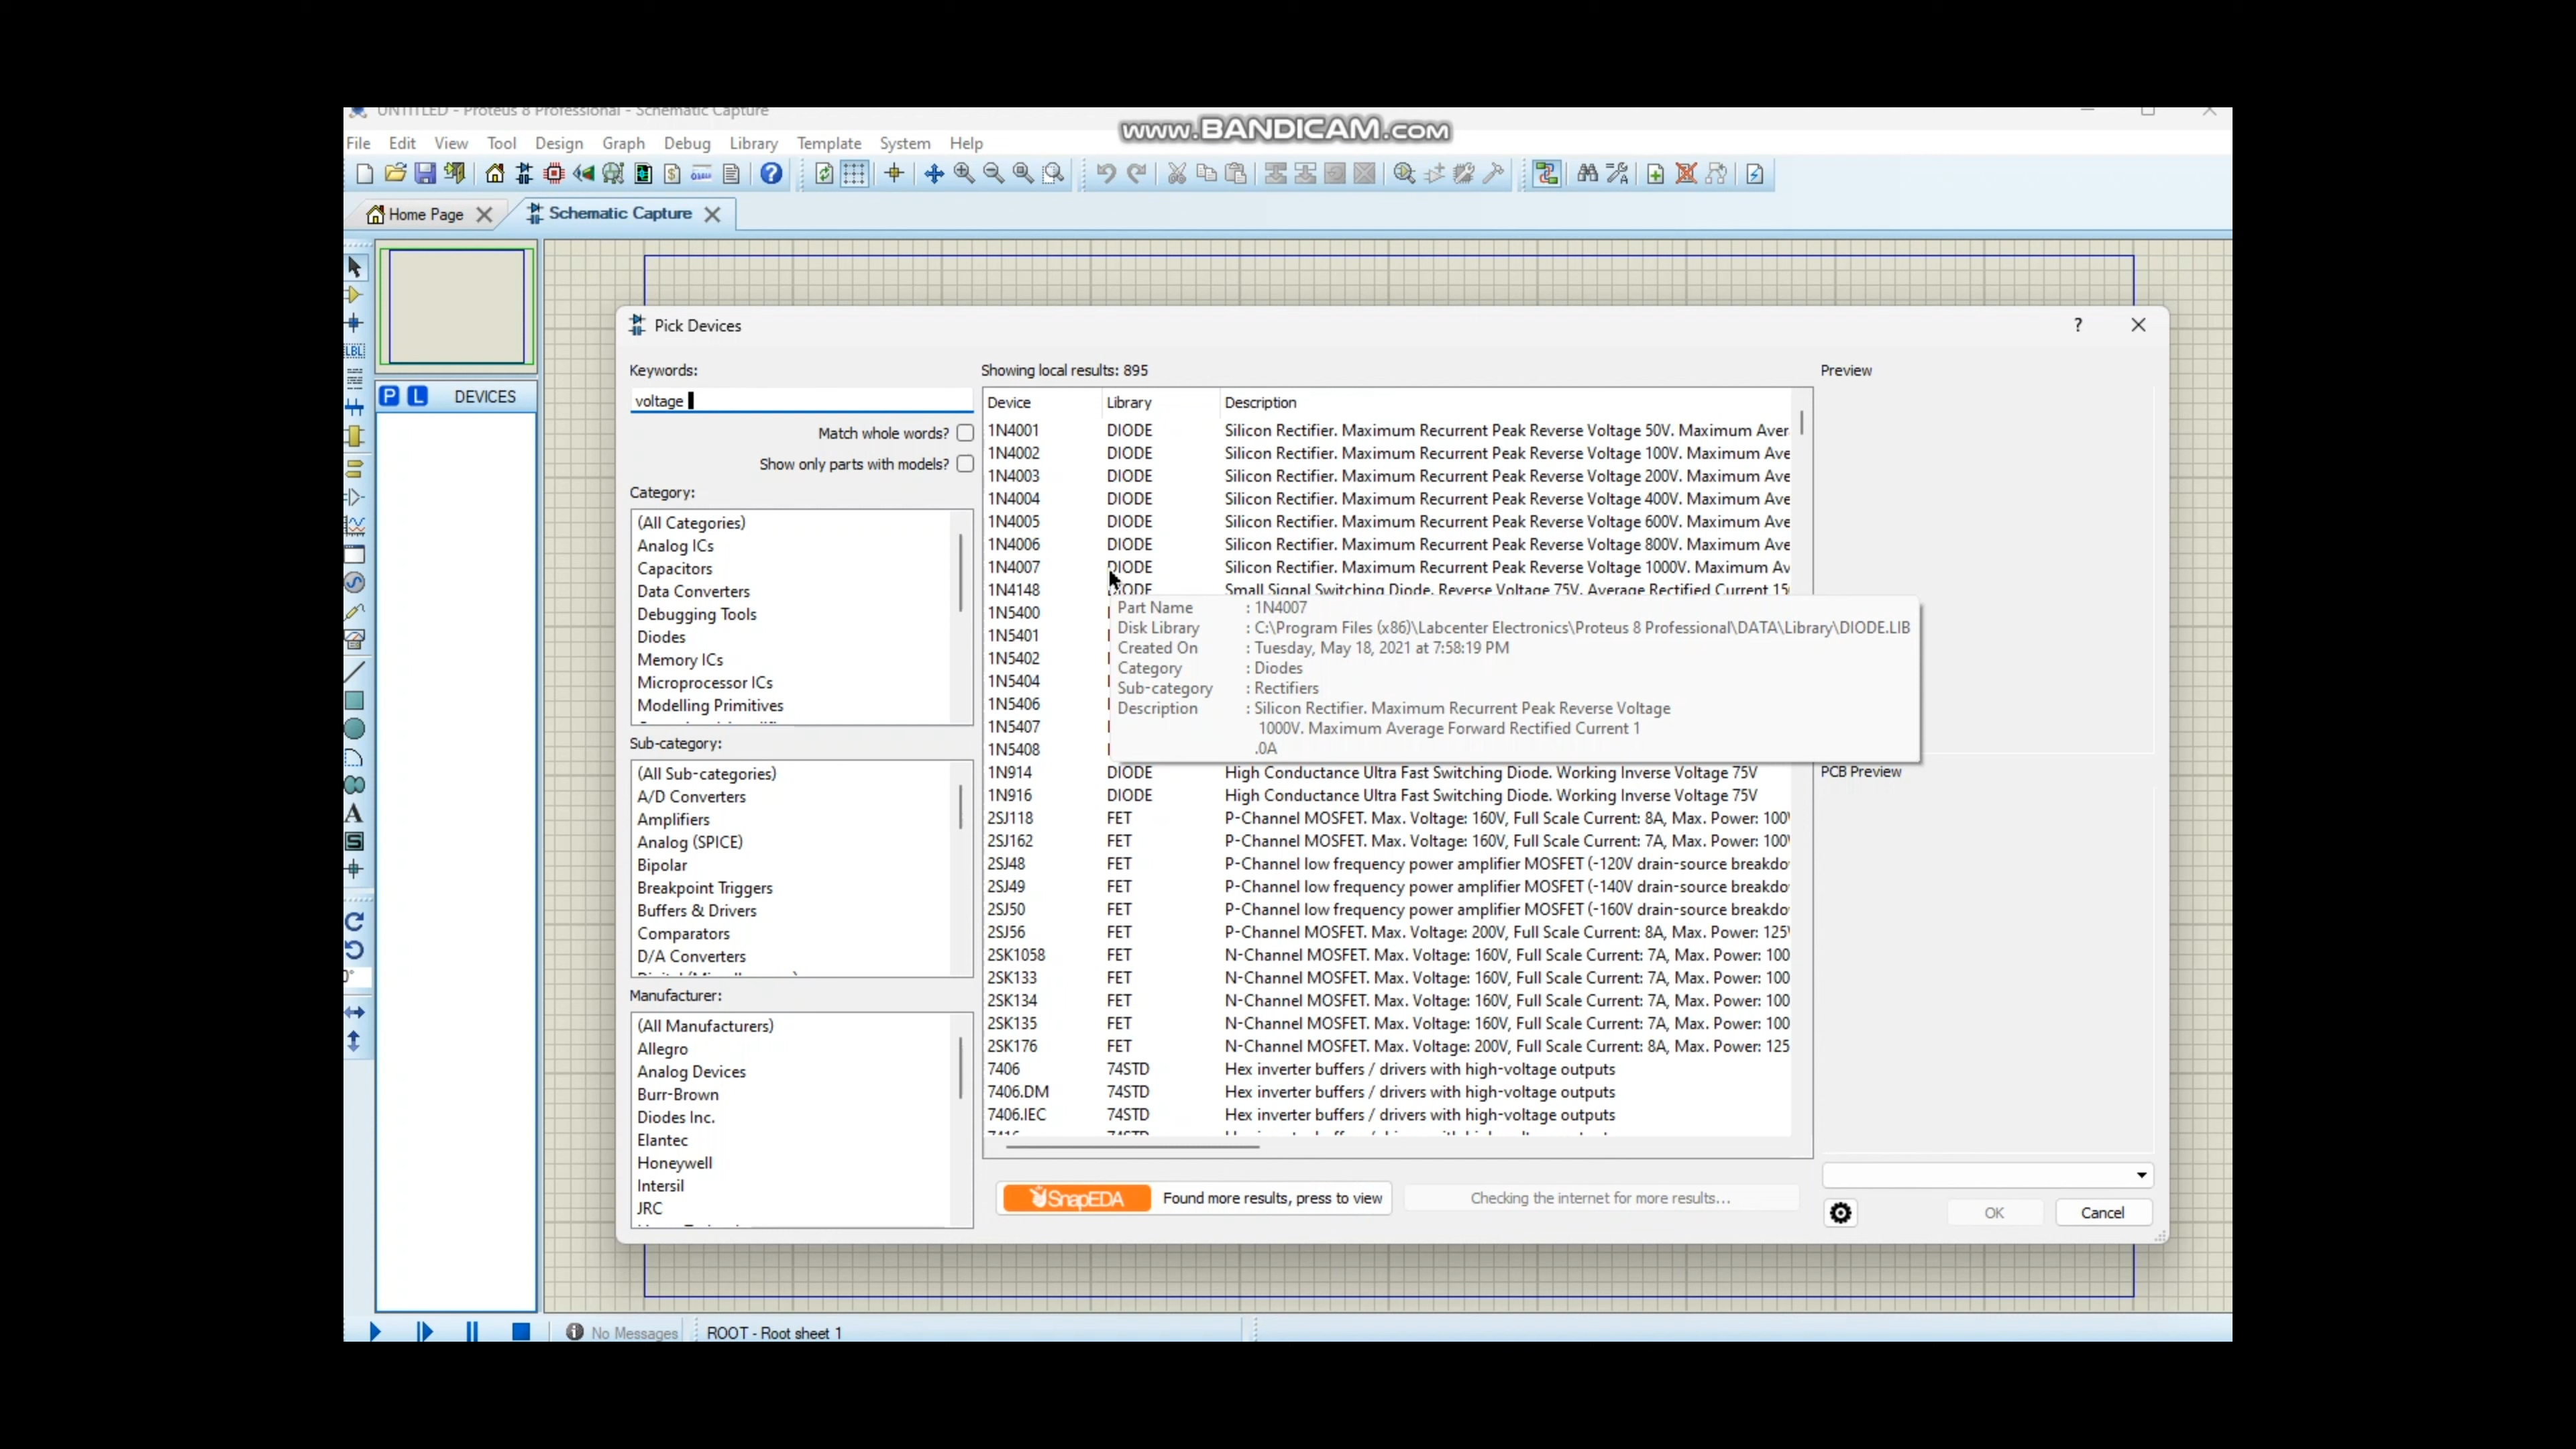 UNTITLED - Proteus 8 Professional - Schematic Capture
www.BANDICAM.com
File Edit View Tool Design Graph Debug Library Template System Help
Home Page
Schematic Capture
LBL
P L DEVICES
A
S
0°
Pick Devices
?
Keywords:
voltage
Match whole words?
Show only parts with models?
Category:
(All Categories)
Analog ICs
Capacitors
Data Converters
Debugging Tools
Diodes
Memory ICs
Microprocessor ICs
Modelling Primitives
Sub-category:
(All Sub-categories)
A/D Converters
Amplifiers
Analog (SPICE)
Bipolar
Breakpoint Triggers
Buffers & Drivers
Comparators
D/A Converters
Manufacturer:
(All Manufacturers)
Allegro
Analog Devices
Burr-Brown
Diodes Inc.
Elantec
Honeywell
Intersil
JRC
Showing local results: 895
Device Library Description
1N4001 DIODE Silicon Rectifier. Maximum Recurrent Peak Reverse Voltage 50V. Maximum Aver
1N4002 DIODE Silicon Rectifier. Maximum Recurrent Peak Reverse Voltage 100V. Maximum Ave
1N4003 DIODE Silicon Rectifier. Maximum Recurrent Peak Reverse Voltage 200V. Maximum Ave
1N4004 DIODE Silicon Rectifier. Maximum Recurrent Peak Reverse Voltage 400V. Maximum Ave
1N4005 DIODE Silicon Rectifier. Maximum Recurrent Peak Reverse Voltage 600V. Maximum Ave
1N4006 DIODE Silicon Rectifier. Maximum Recurrent Peak Reverse Voltage 800V. Maximum Ave
1N4007 DIODE Silicon Rectifier. Maximum Recurrent Peak Reverse Voltage 1000V. Maximum Av
1N4148 DIODE Small Signal Switching Diode, Reverse Voltage 75V, Average Rectified Current 15
1N5400
1N5401
1N5402
1N5404
1N5406
1N5407
1N5408
Part Name : 1N4007
Disk Library : C:\Program Files (x86)\Labcenter Electronics\Proteus 8 Professional\DATA\Library\DIODE.LIB
Created On : Tuesday, May 18, 2021 at 7:58:19 PM
Category : Diodes
Sub-category : Rectifiers
Description : Silicon Rectifier. Maximum Recurrent Peak Reverse Voltage
1000V. Maximum Average Forward Rectified Current 1
.0A
1N914 DIODE High Conductance Ultra Fast Switching Diode. Working Inverse Voltage 75V
1N916 DIODE High Conductance Ultra Fast Switching Diode. Working Inverse Voltage 75V
2SJ118 FET P-Channel MOSFET. Max. Voltage: 160V, Full Scale Current: 8A, Max. Power: 100
2SJ162 FET P-Channel MOSFET. Max. Voltage: 160V, Full Scale Current: 7A, Max. Power: 100
2SJ48 FET P-Channel low frequency power amplifier MOSFET (-120V drain-source breakdo
2SJ49 FET P-Channel low frequency power amplifier MOSFET (-140V drain-source breakdo
2SJ50 FET P-Channel low frequency power amplifier MOSFET (-160V drain-source breakdo
2SJ56 FET P-Channel MOSFET. Max. Voltage: 200V, Full Scale Current: 8A, Max. Power: 125
2SK1058 FET N-Channel MOSFET. Max. Voltage: 160V, Full Scale Current: 7A, Max. Power: 100
2SK133 FET N-Channel MOSFET. Max. Voltage: 160V, Full Scale Current: 7A, Max. Power: 100
2SK134 FET N-Channel MOSFET. Max. Voltage: 160V, Full Scale Current: 7A, Max. Power: 100
2SK135 FET N-Channel MOSFET. Max. Voltage: 160V, Full Scale Current: 7A, Max. Power: 100
2SK176 FET N-Channel MOSFET. Max. Voltage: 200V, Full Scale Current: 8A, Max. Power: 125
7406 74STD Hex inverter buffers / drivers with high-voltage outputs
7406.DM 74STD Hex inverter buffers / drivers with high-voltage outputs
7406.IEC 74STD Hex inverter buffers / drivers with high-voltage outputs
SnapEDA Found more results, press to view
Checking the internet for more results...
Preview
PCB Preview
OK Cancel
No Messages ROOT - Root sheet 1